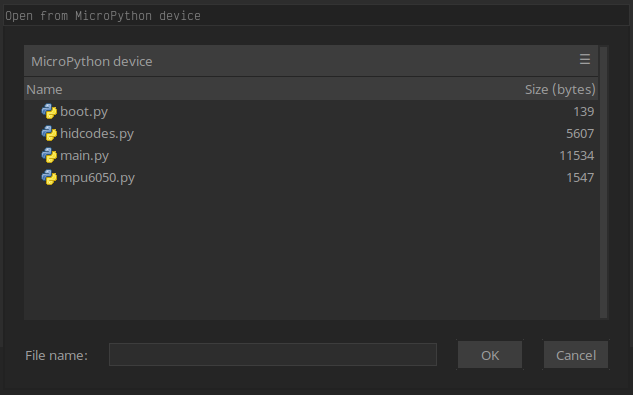 Open from MicroPython device
MicroPython device
Name Size (bytes)
boot.py 139
hidcodes.py 5607
main.py 11534
mpu6050.py 1547
File name: OK Cancel